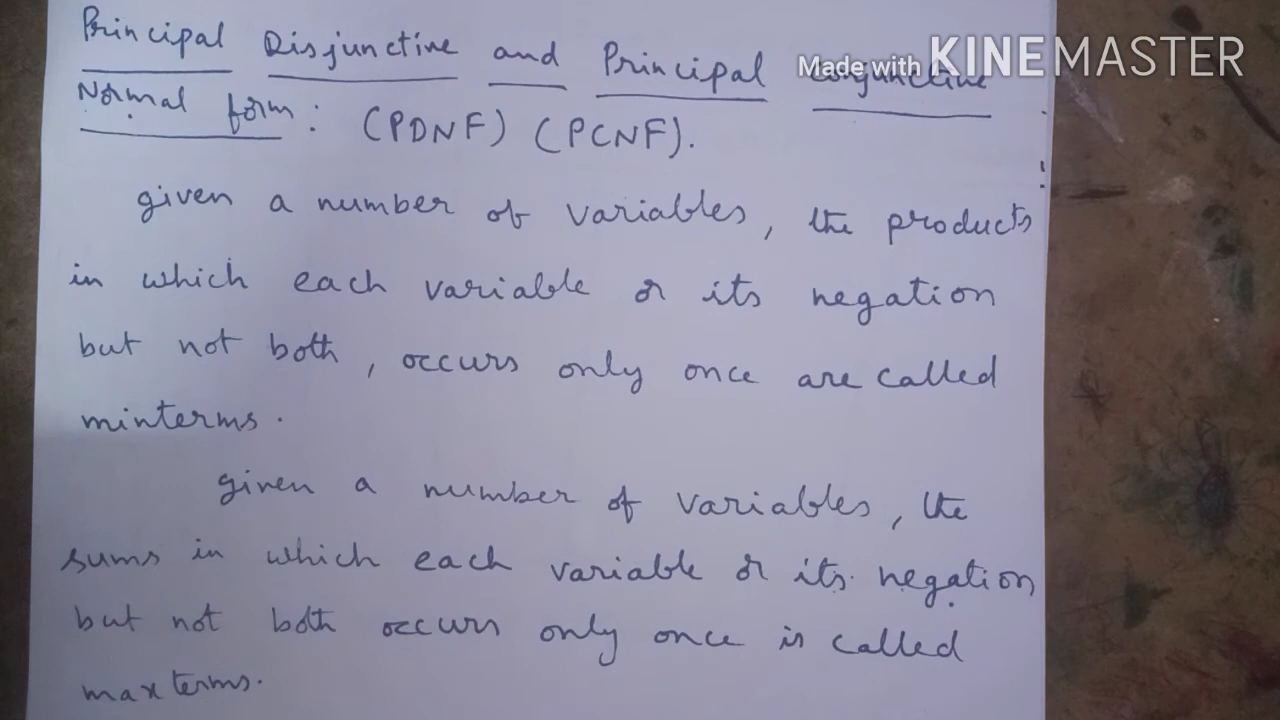 Principal Disjunctive and Principal Conjunctive
Made with KINEMASTER
Normal form: (PDNF) (PCNF).
given a number of variables, the products
in which each variable or its negation
but not both, occurs only once are called
minterms.
given a number of variables, the
sums in which each variable or its negation
but not both occurs only once is called
maxterms.